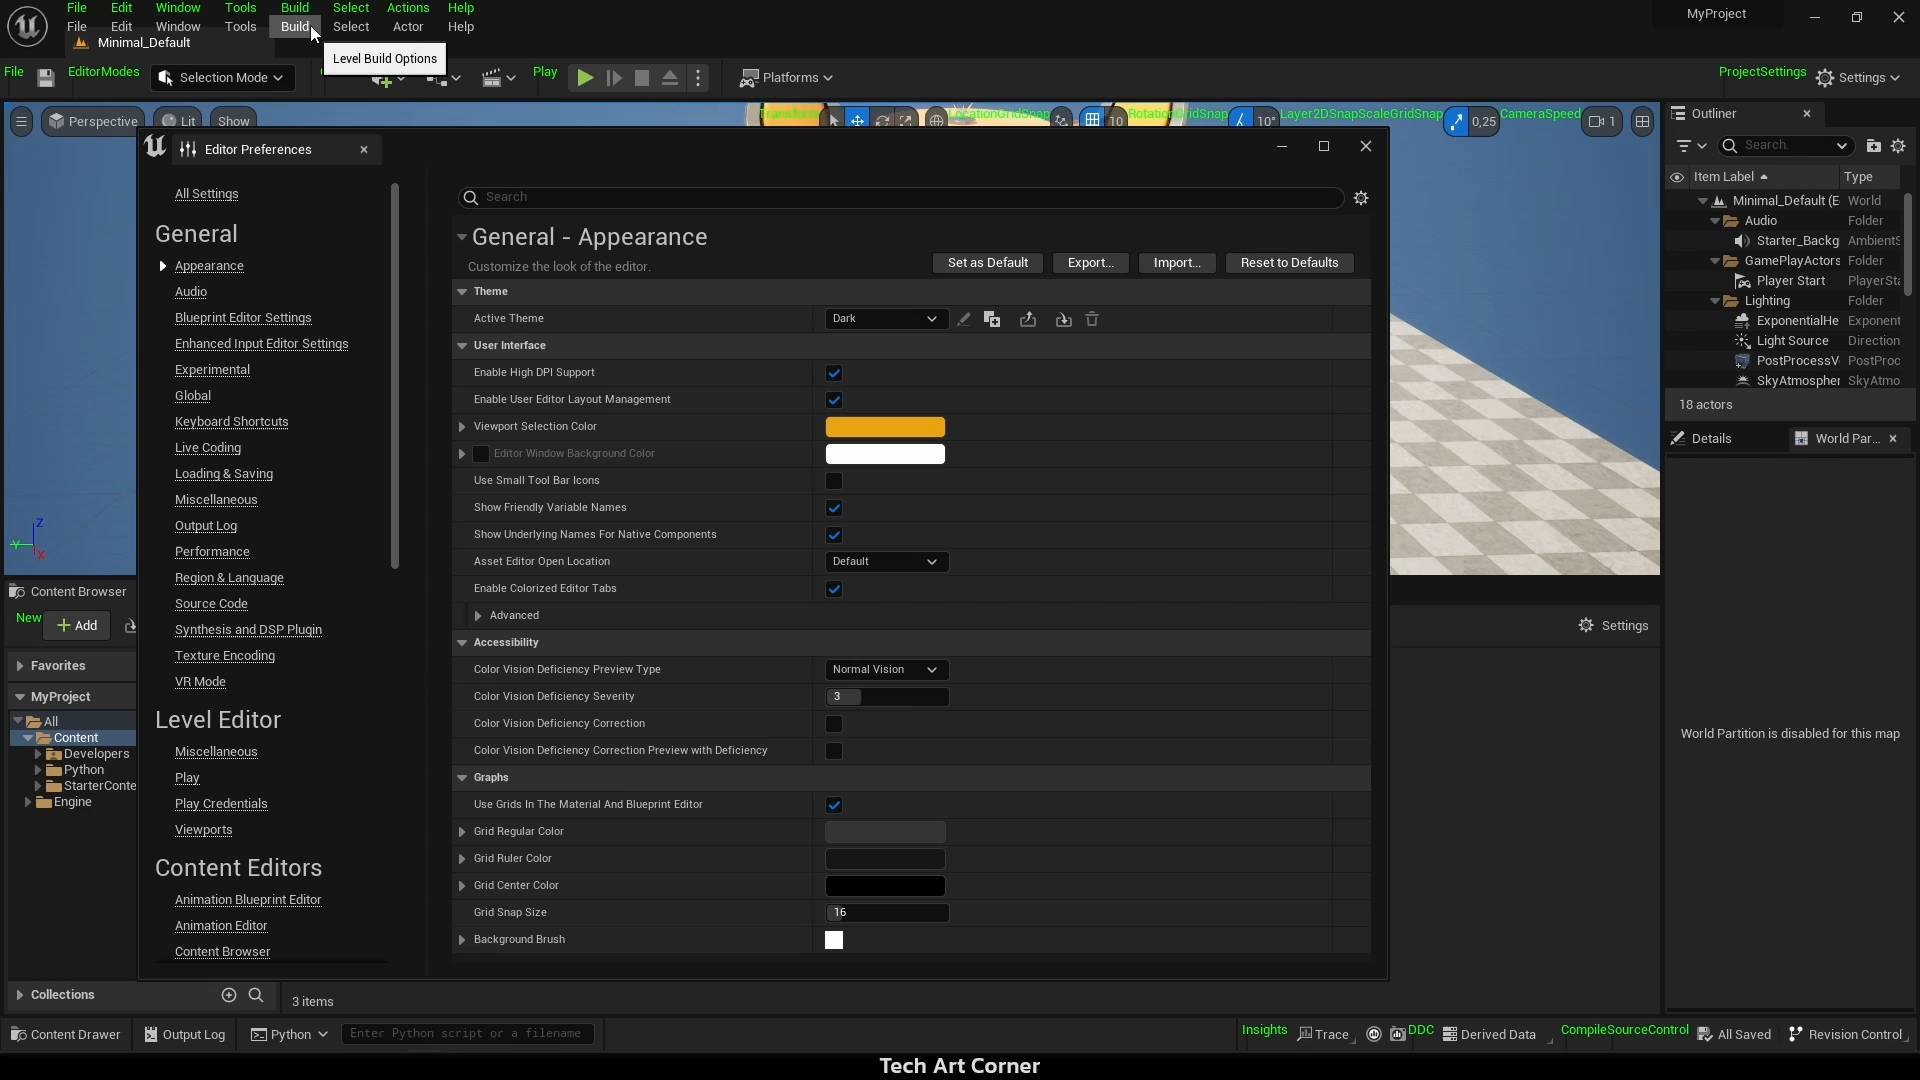 File Edit Window Tools Build Select Actions Help
File Edit Window Tools Build Select Actor Help
MyProject
Minimal_Default
Level Build Options
File EditorModes Selection Mode Play Platforms ProjectSettings Settings
Perspective Lit Show LocationGridSnap 10 RotationGridSnap 10° Layer2DSnapScaleGridSnap 0,25 CameraSpeed 1
Editor Preferences
All Settings
General
Appearance
Audio
Blueprint Editor Settings
Enhanced Input Editor Settings
Experimental
Global
Keyboard Shortcuts
Live Coding
Loading & Saving
Miscellaneous
Output Log
Performance
Region & Language
Source Code
Synthesis and DSP Plugin
Texture Encoding
VR Mode
Level Editor
Miscellaneous
Play
Play Credentials
Viewports
Content Editors
Animation Blueprint Editor
Animation Editor
Content Browser
Search
General - Appearance
Customize the look of the editor.
Set as Default Export... Import... Reset to Defaults
Theme
Active Theme Dark
User Interface
Enable High DPI Support
Enable User Editor Layout Management
Viewport Selection Color
Editor Window Background Color
Use Small Tool Bar Icons
Show Friendly Variable Names
Show Underlying Names For Native Components
Asset Editor Open Location Default
Enable Colorized Editor Tabs
Advanced
Accessibility
Color Vision Deficiency Preview Type Normal Vision
Color Vision Deficiency Severity 3
Color Vision Deficiency Correction
Color Vision Deficiency Correction Preview with Deficiency
Graphs
Use Grids In The Material And Blueprint Editor
Grid Regular Color
Grid Ruler Color
Grid Center Color
Grid Snap Size 16
Background Brush
Outliner
Search.
Item Label Type
Minimal_Default (E World
Audio Folder
Starter_Backg AmbientS
GamePlayActors Folder
Player Start PlayerSta
Lighting Folder
ExponentialHe Exponent
Light Source Direction
PostProcessV PostProc
SkyAtmospher SkyAtmo
18 actors
Details World Par...
World Partition is disabled for this map
Z
Y
X
Content Browser
New Add
Settings
Favorites
MyProject
All
Content
Developers
Python
StarterConte
Engine
Collections
3 items
Content Drawer Output Log Python Enter Python script or a filename Insights Trace DDC Derived Data CompileSourceControl All Saved Revision Control
Tech Art Corner